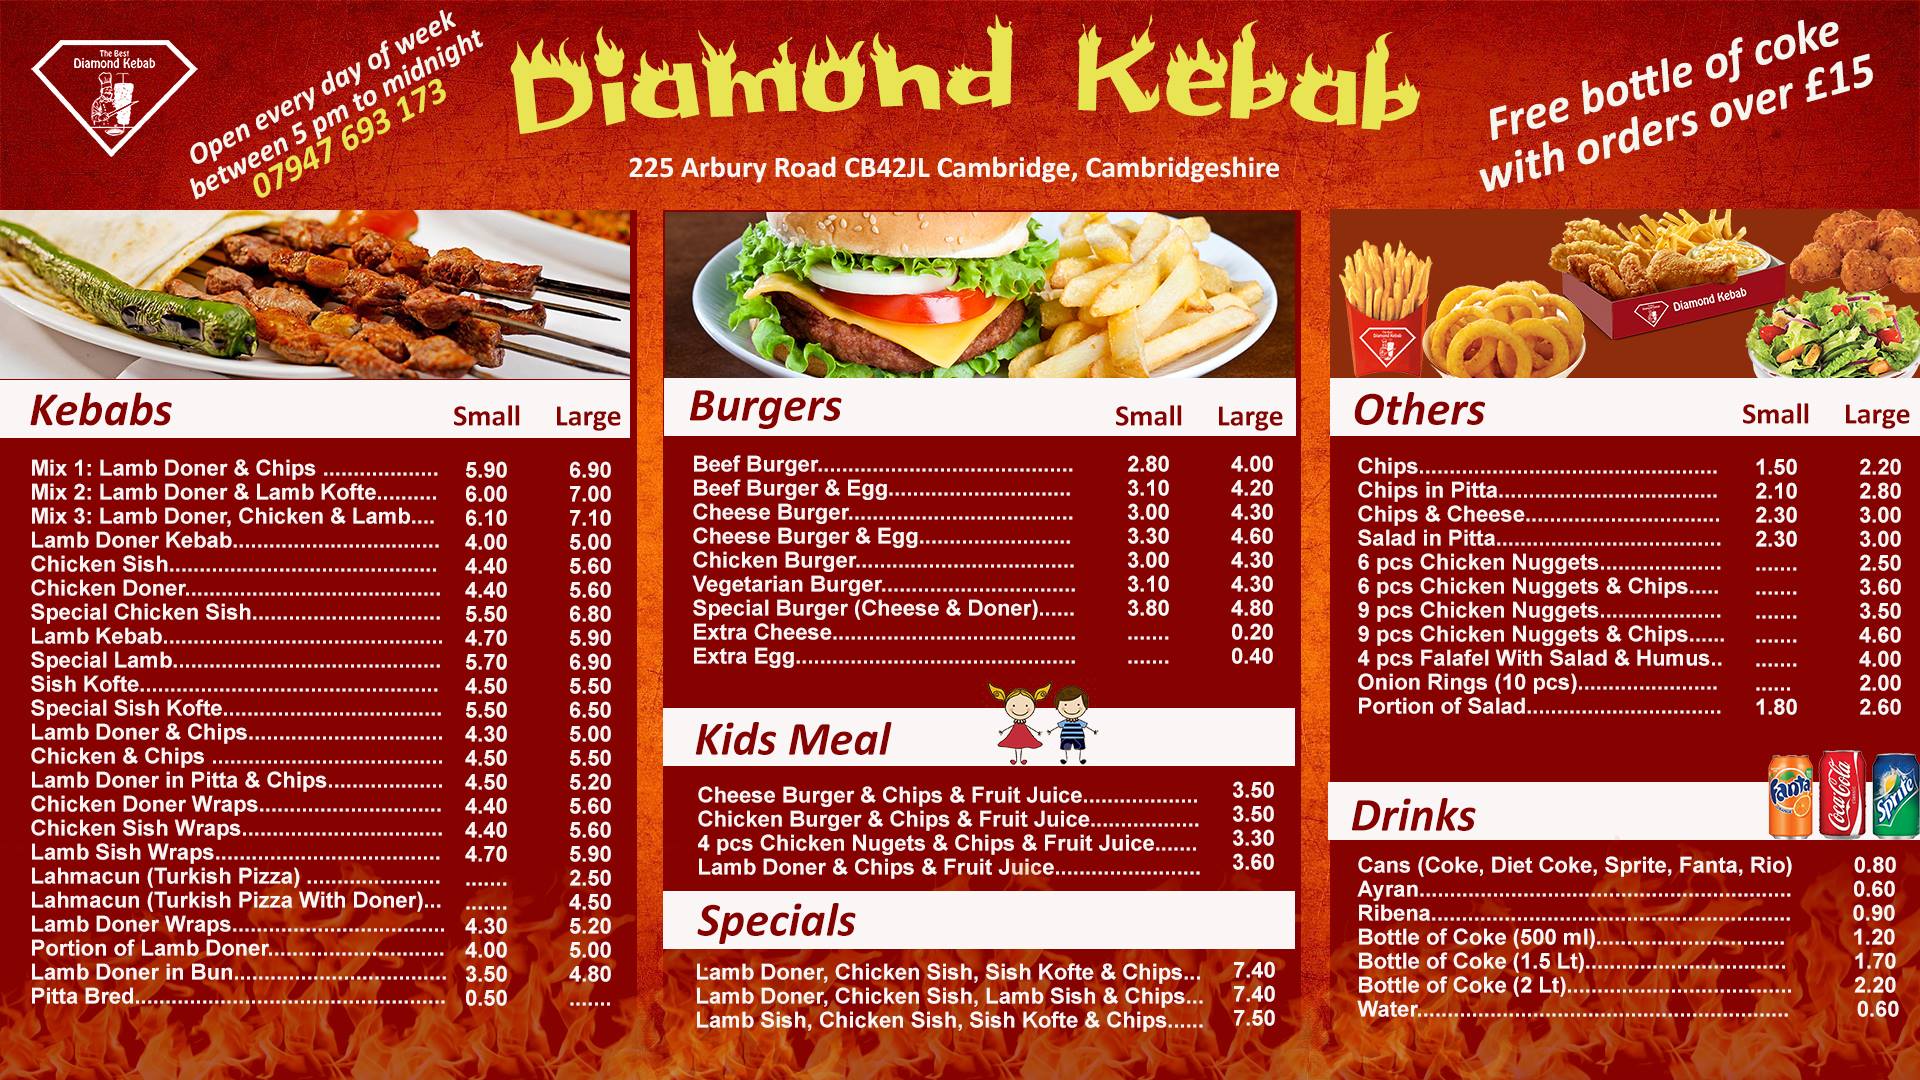 The Best
Diamond Kebab
Open every day of week
between 5 pm to midnight
07947 693 173
Diamond Kebab
225 Arbury Road CB42JL Cambridge, Cambridgeshire
Free bottle of coke
with orders over £15
Diamond Kebab
Kebabs Small Large
Mix 1: Lamb Doner & Chips .................. 5.90 6.90
Mix 2: Lamb Doner & Lamb Kofte.......... 6.00 7.00
Mix 3: Lamb Doner, Chicken & Lamb.... 6.10 7.10
Lamb Doner Kebab................................. 4.00 5.00
Chicken Sish........................................... 4.40 5.60
Chicken Doner........................................ 4.40 5.60
Special Chicken Sish.............................. 5.50 6.80
Lamb Kebab............................................ 4.70 5.90
Special Lamb........................................... 5.70 6.90
Sish Kofte................................................ 4.50 5.50
Special Sish Kofte................................... 5.50 6.50
Lamb Doner & Chips............................... 4.30 5.00
Chicken & Chips ..................................... 4.50 5.50
Lamb Doner in Pitta & Chips.................. 4.50 5.20
Chicken Doner Wraps............................. 4.40 5.60
Chicken Sish Wraps................................ 4.40 5.60
Lamb Sish Wraps.................................... 4.70 5.90
Lahmacun (Turkish Pizza) ..................... ....... 2.50
Lahmacun (Turkish Pizza With Doner)... ....... 4.50
Lamb Doner Wraps.................................. 4.30 5.20
Portion of Lamb Doner............................ 4.00 5.00
Lamb Doner in Bun.................................. 3.50 4.80
Pitta Bred................................................. 0.50 .......
Burgers Small Large
Beef Burger......................................... 2.80 4.00
Beef Burger & Egg.............................. 3.10 4.20
Cheese Burger.................................... 3.00 4.30
Cheese Burger & Egg......................... 3.30 4.60
Chicken Burger................................... 3.00 4.30
Vegetarian Burger............................... 3.10 4.30
Special Burger (Cheese & Doner)...... 3.80 4.80
Extra Cheese....................................... ....... 0.20
Extra Egg............................................. ....... 0.40
Kids Meal
Cheese Burger & Chips & Fruit Juice................... 3.50
Chicken Burger & Chips & Fruit Juice.................. 3.50
4 pcs Chicken Nugets & Chips & Fruit Juice....... 3.30
Lamb Doner & Chips & Fruit Juice........................ 3.60
Specials
Lamb Doner, Chicken Sish, Sish Kofte & Chips... 7.40
Lamb Doner, Chicken Sish, Lamb Sish & Chips... 7.40
Lamb Sish, Chicken Sish, Sish Kofte & Chips...... 7.50
Others Small Large
Chips................................................ 1.50 2.20
Chips in Pitta................................... 2.10 2.80
Chips & Cheese............................... 2.30 3.00
Salad in Pitta.................................... 2.30 3.00
6 pcs Chicken Nuggets.................... ....... 2.50
6 pcs Chicken Nuggets & Chips..... ....... 3.60
9 pcs Chicken Nuggets.................... ....... 3.50
9 pcs Chicken Nuggets & Chips...... ....... 4.60
4 pcs Falafel With Salad & Humus.. ....... 4.00
Onion Rings (10 pcs)....................... ...... 2.00
Portion of Salad............................... 1.80 2.60
Fanta
Coca-Cola
Sprite
Drinks
Cans (Coke, Diet Coke, Sprite, Fanta, Rio) 0.80
Ayran............................................................ 0.60
Ribena.......................................................... 0.90
Bottle of Coke (500 ml).............................. 1.20
Bottle of Coke (1.5 Lt)................................ 1.70
Bottle of Coke (2 Lt).................................... 2.20
Water............................................................ 0.60